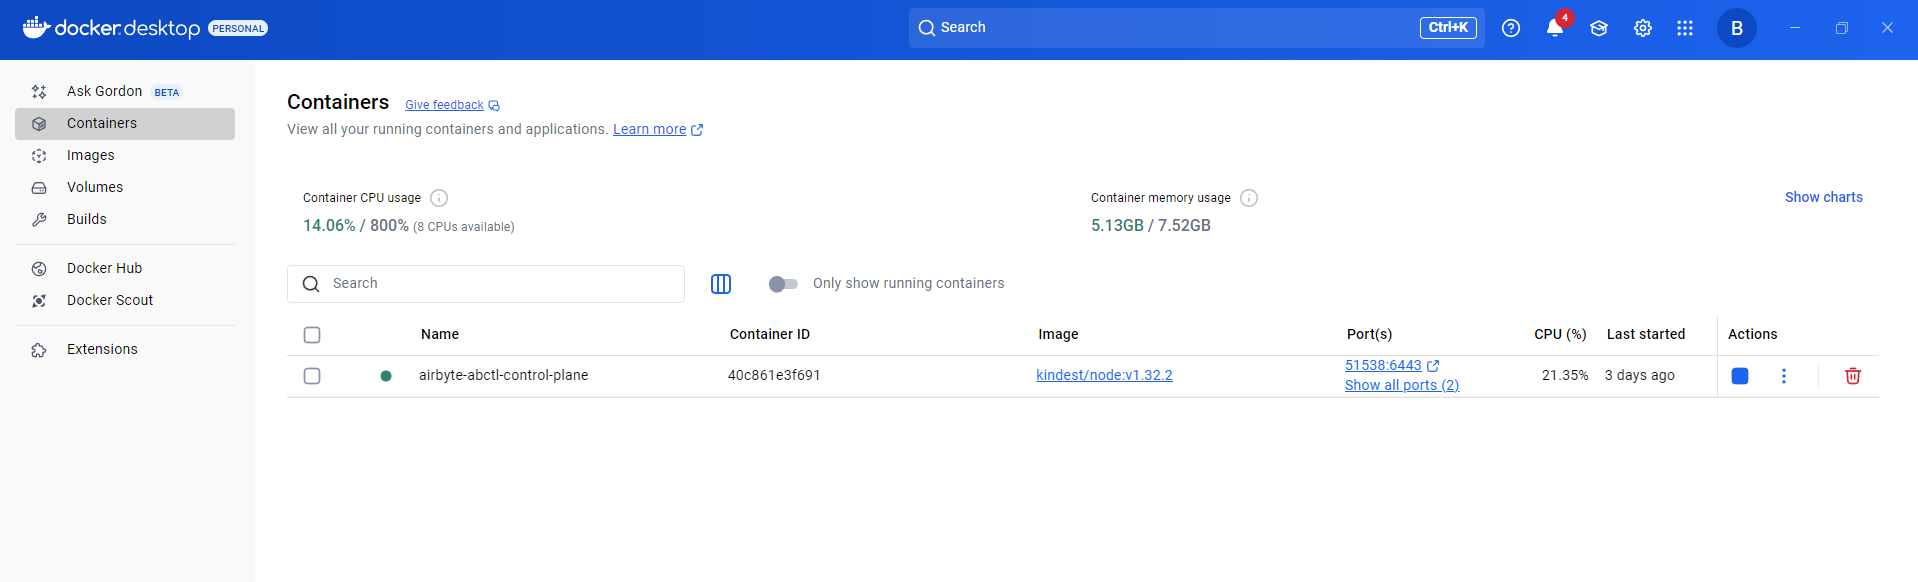 docker.desktop PERSONAL
Search Ctrl+K
4
B
Ask Gordon BETA
Containers
Images
Volumes
Builds
Docker Hub
Docker Scout
Extensions
Containers Give feedback
View all your running containers and applications. Learn more
Container CPU usage
14.06% / 800% (8 CPUs available)
Container memory usage
5.13GB / 7.52GB
Show charts
Search
Only show running containers
Name Container ID Image Port(s) CPU (%) Last started Actions
airbyte-abctl-control-plane 40c861e3f691 kindest/node:v1.32.2 51538:6443 21.35% 3 days ago
Show all ports (2)